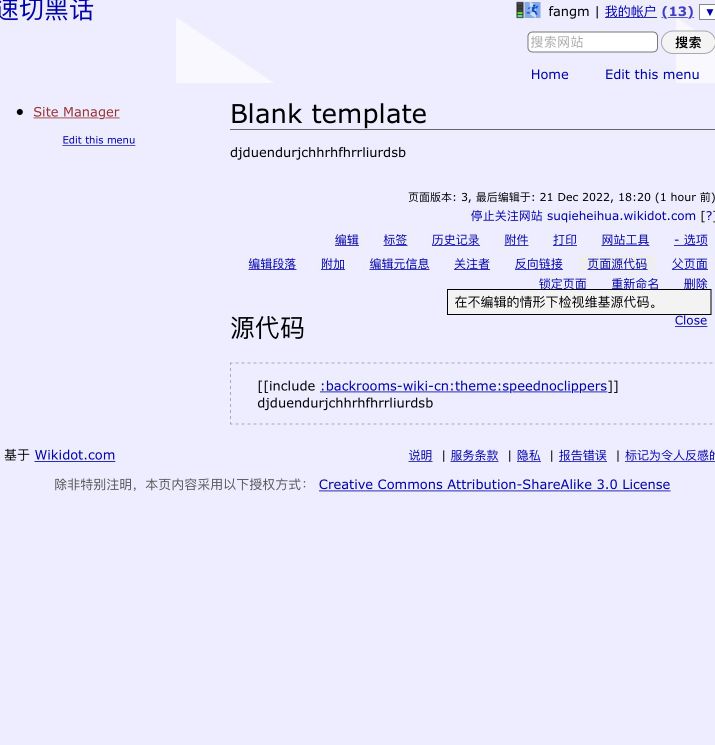 速切黑话
fangm | 我的帐户 (13) ▼
搜索网站 搜索
Home Edit this menu
Site Manager
Edit this menu
Blank template
djduendurjchhrhfhrrliurdsb
页面版本: 3, 最后编辑于: 21 Dec 2022, 18:20 (1 hour 前)
停止关注网站 suqieheihua.wikidot.com [?]
编辑 标签 历史记录 附件 打印 网站工具 - 选项
编辑段落 附加 编辑元信息 关注者 反向链接 页面源代码 父页面
锁定页面 重新命名 删除
在不编辑的情形下检视维基源代码。
Close
源代码
[[include :backrooms-wiki-cn:theme:speednoclippers]]
djduendurjchhrhfhrrliurdsb
基于 Wikidot.com
说明 | 服务条款 | 隐私 | 报告错误 | 标记为令人反感的
除非特别注明，本页内容采用以下授权方式： Creative Commons Attribution-ShareAlike 3.0 License